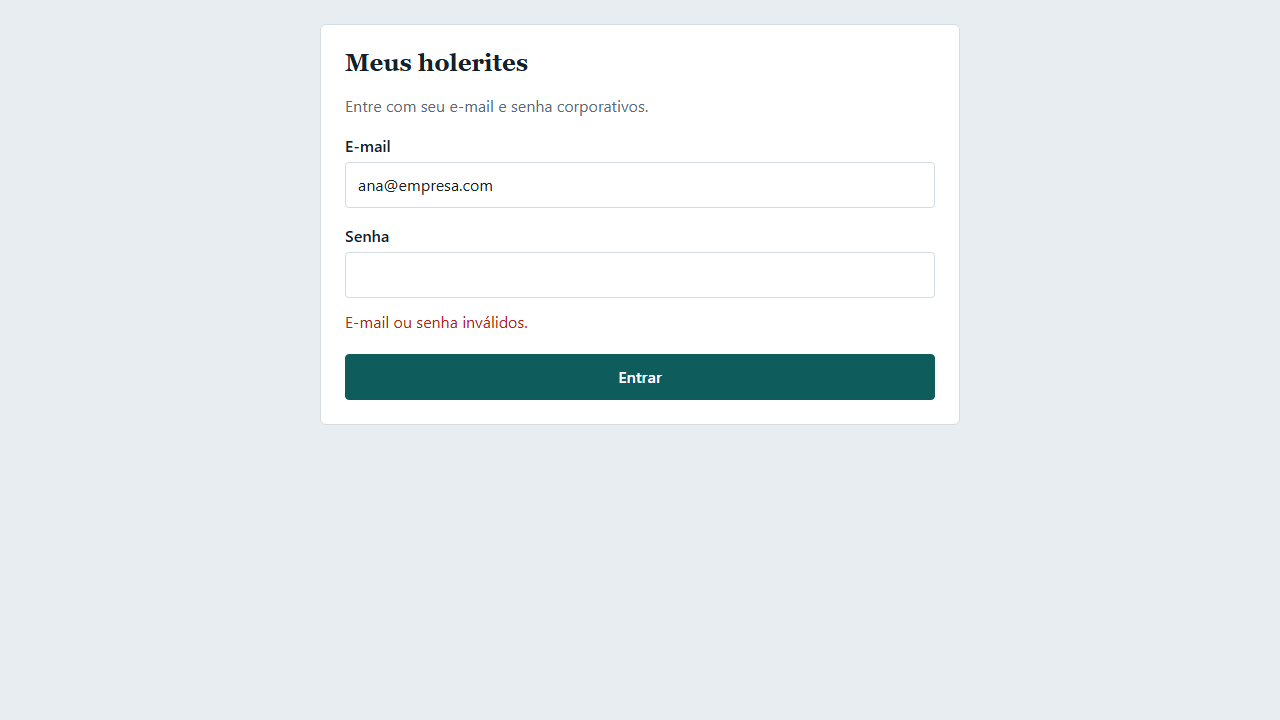 Meus holerites
Entre com seu e-mail e senha corporativos.
E-mail
ana@empresa.com
Senha
E-mail ou senha inválidos.
Entrar